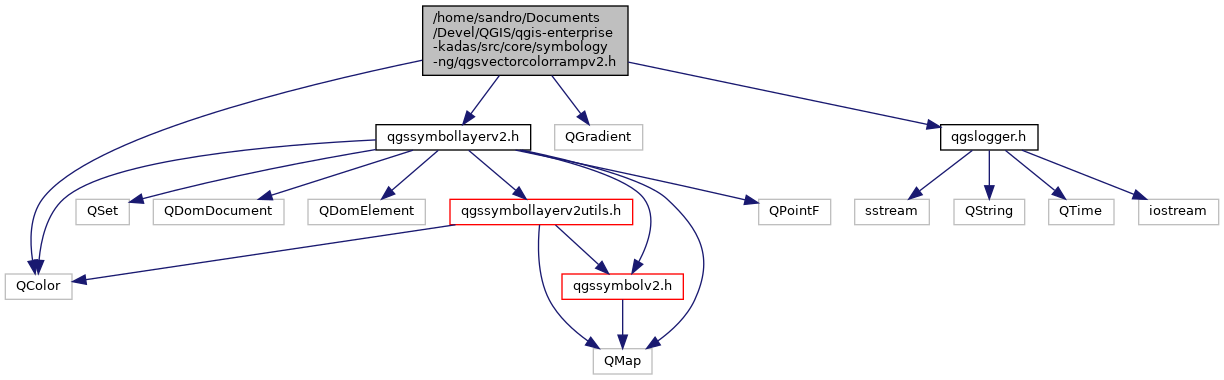 /home/sandro/Documents
/Devel/QGIS/qgis-enterprise
-kadas/src/core/symbology
-ng/qgsvectorcolorrampv2.h
qgssymbollayerv2.h
QGradient
qgslogger.h
QSet
QDomDocument
QDomElement
qgssymbollayerv2utils.h
QPointF
sstream
QString
QTime
iostream
QColor
qgssymbolv2.h
QMap